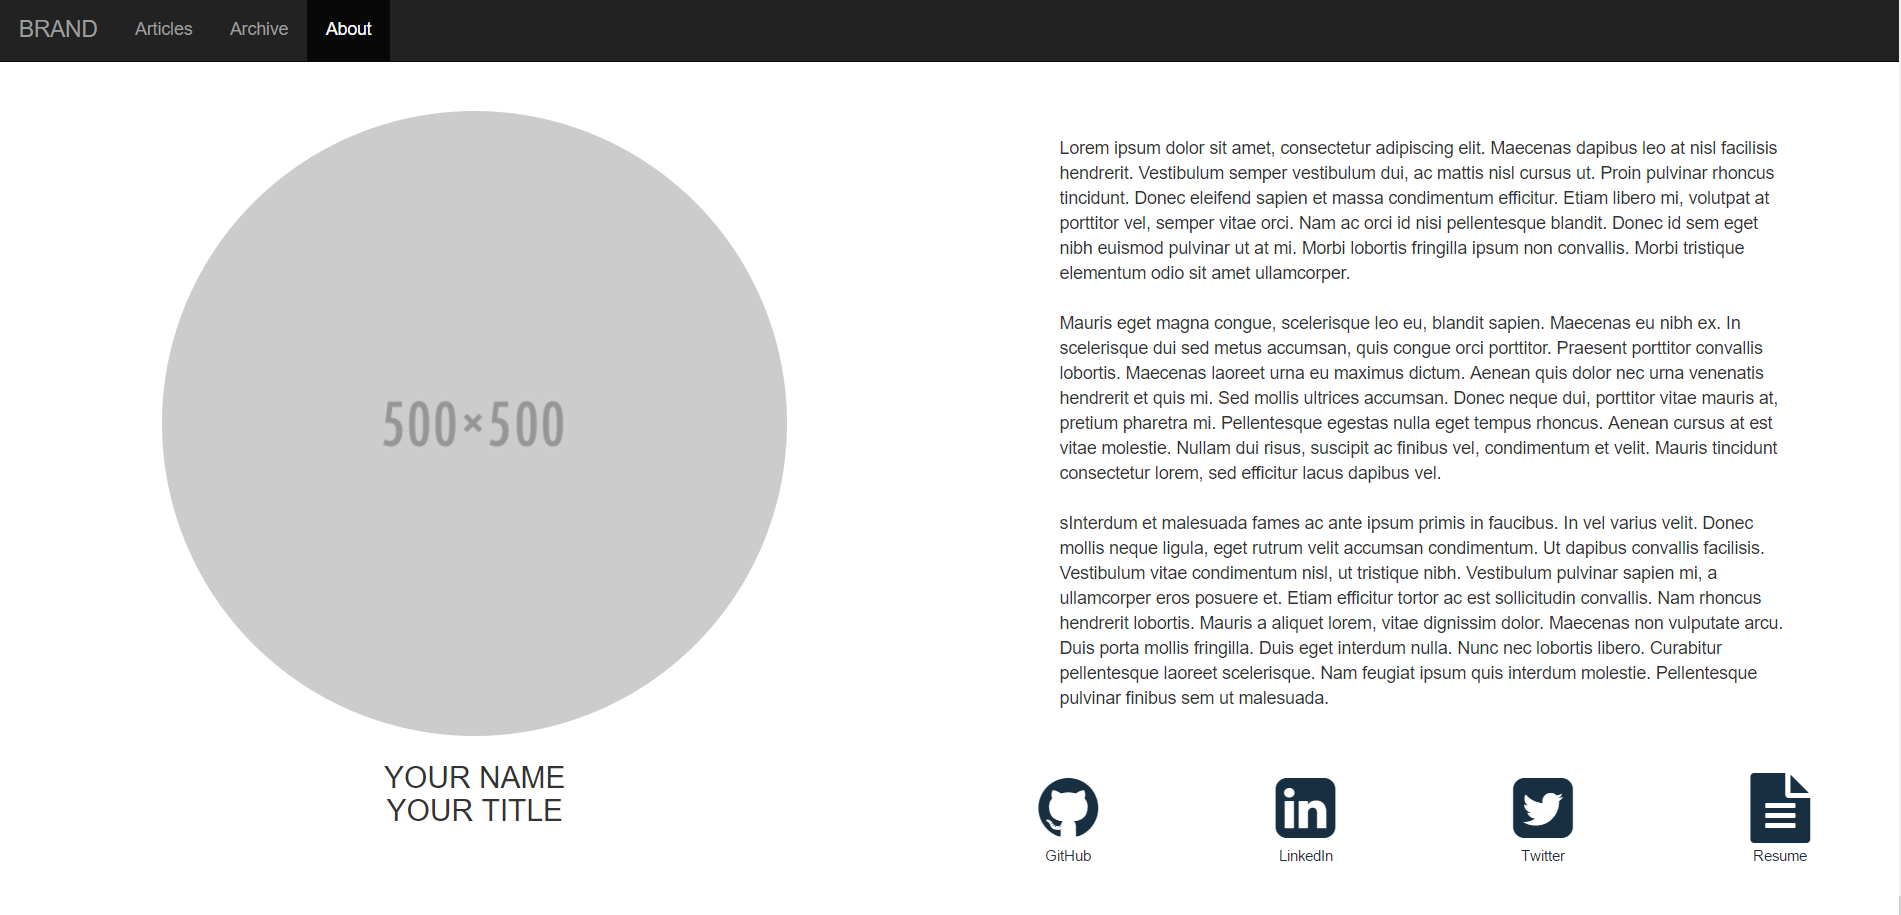 BRAND Articles Archive About
500×500
YOUR NAME
YOUR TITLE
Lorem ipsum dolor sit amet, consectetur adipiscing elit. Maecenas dapibus leo at nisl facilisis
hendrerit. Vestibulum semper vestibulum dui, ac mattis nisl cursus ut. Proin pulvinar rhoncus
tincidunt. Donec eleifend sapien et massa condimentum efficitur. Etiam libero mi, volutpat at
porttitor vel, semper vitae orci. Nam ac orci id nisi pellentesque blandit. Donec id sem eget
nibh euismod pulvinar ut at mi. Morbi lobortis fringilla ipsum non convallis. Morbi tristique
elementum odio sit amet ullamcorper.
Mauris eget magna congue, scelerisque leo eu, blandit sapien. Maecenas eu nibh ex. In
scelerisque dui sed metus accumsan, quis congue orci porttitor. Praesent porttitor convallis
lobortis. Maecenas laoreet urna eu maximus dictum. Aenean quis dolor nec urna venenatis
hendrerit et quis mi. Sed mollis ultrices accumsan. Donec neque dui, porttitor vitae mauris at,
pretium pharetra mi. Pellentesque egestas nulla eget tempus rhoncus. Aenean cursus at est
vitae molestie. Nullam dui risus, suscipit ac finibus vel, condimentum et velit. Mauris tincidunt
consectetur lorem, sed efficitur lacus dapibus vel.
sInterdum et malesuada fames ac ante ipsum primis in faucibus. In vel varius velit. Donec
mollis neque ligula, eget rutrum velit accumsan condimentum. Ut dapibus convallis facilisis.
Vestibulum vitae condimentum nisl, ut tristique nibh. Vestibulum pulvinar sapien mi, a
ullamcorper eros posuere et. Etiam efficitur tortor ac est sollicitudin convallis. Nam rhoncus
hendrerit lobortis. Mauris a aliquet lorem, vitae dignissim dolor. Maecenas non vulputate arcu.
Duis porta mollis fringilla. Duis eget interdum nulla. Nunc nec lobortis libero. Curabitur
pellentesque laoreet scelerisque. Nam feugiat ipsum quis interdum molestie. Pellentesque
pulvinar finibus sem ut malesuada.
in
GitHub LinkedIn Twitter Resume